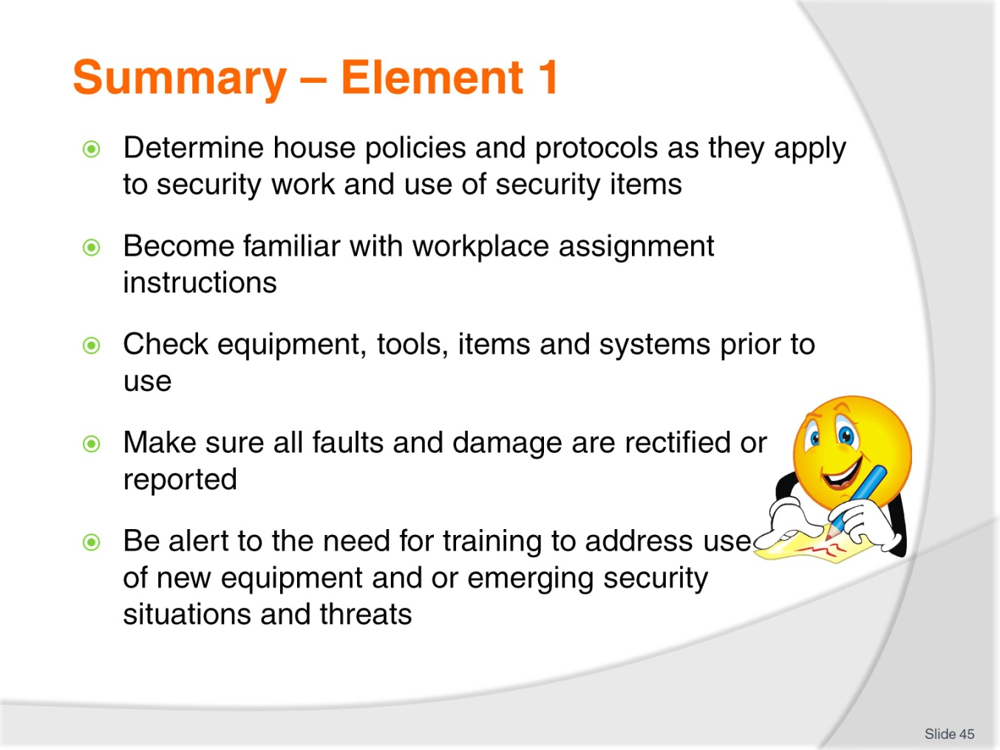 Summary – Element 1
Determine house policies and protocols as they apply
to security work and use of security items
Become familiar with workplace assignment
instructions
Check equipment, tools, items and systems prior to
use
Make sure all faults and damage are rectified or
reported
Be alert to the need for training to address use
of new equipment and or emerging security
situations and threats
Slide 45